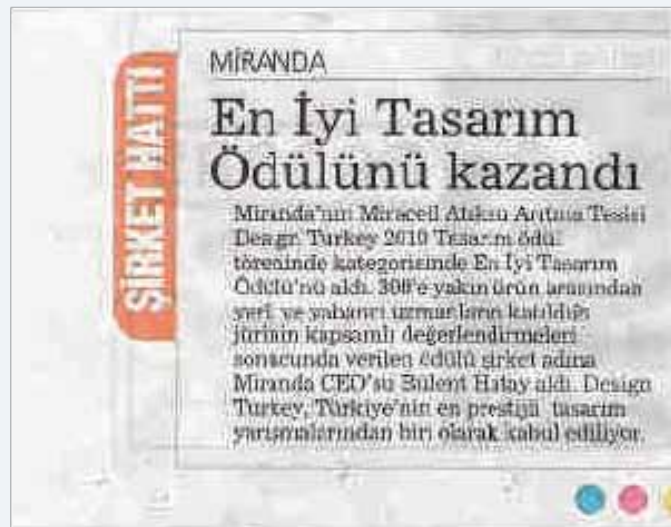 ŞİRKET HATTI
MİRANDA
En İyi Tasarım
Ödülünü kazandı
Miranda'nın Miracell Atıksu Arıtma Tesisi
Design Turkey 2010 Tasarım ödül
töreninde kategorisinde En İyi Tasarım
Ödülü'nü aldı. 300'e yakın ürün arasından
yerli ve yabancı uzmanların katıldığı
jürinin kapsamlı değerlendirmeleri
sonucunda verilen ödülü şirket adına
Miranda CEO'su Bülent Hatay aldı. Design
Turkey, Türkiye'nin en prestijli tasarım
yarışmalarından biri olarak kabul ediliyor.